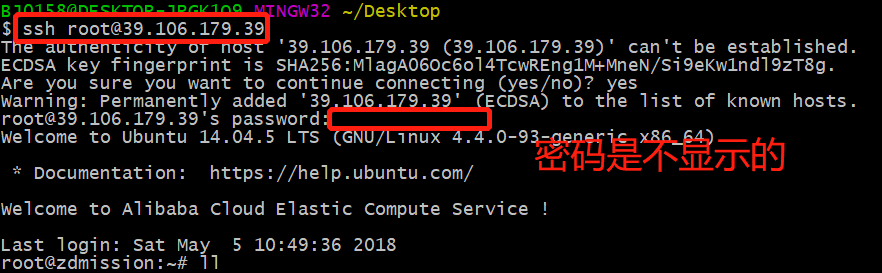 BJ0158@DESKTOP-JPGK1O9 MINGW32 ~/Desktop
$ ssh root@39.106.179.39
The authenticity of host '39.106.179.39 (39.106.179.39)' can't be established.
ECDSA key fingerprint is SHA256:MlagA06Oc6ol4TcwREng1M+MneN/Si9eKw1ndl9zT8g.
Are you sure you want to continue connecting (yes/no)? yes
Warning: Permanently added '39.106.179.39' (ECDSA) to the list of known hosts.
root@39.106.179.39's password:
Welcome to Ubuntu 14.04.5 LTS (GNU/Linux 4.4.0-93-generic x86_64)
密码是不显示的
* Documentation: https://help.ubuntu.com/
Welcome to Alibaba Cloud Elastic Compute Service !
Last login: Sat May 5 10:49:36 2018
root@zdmission:~# ll